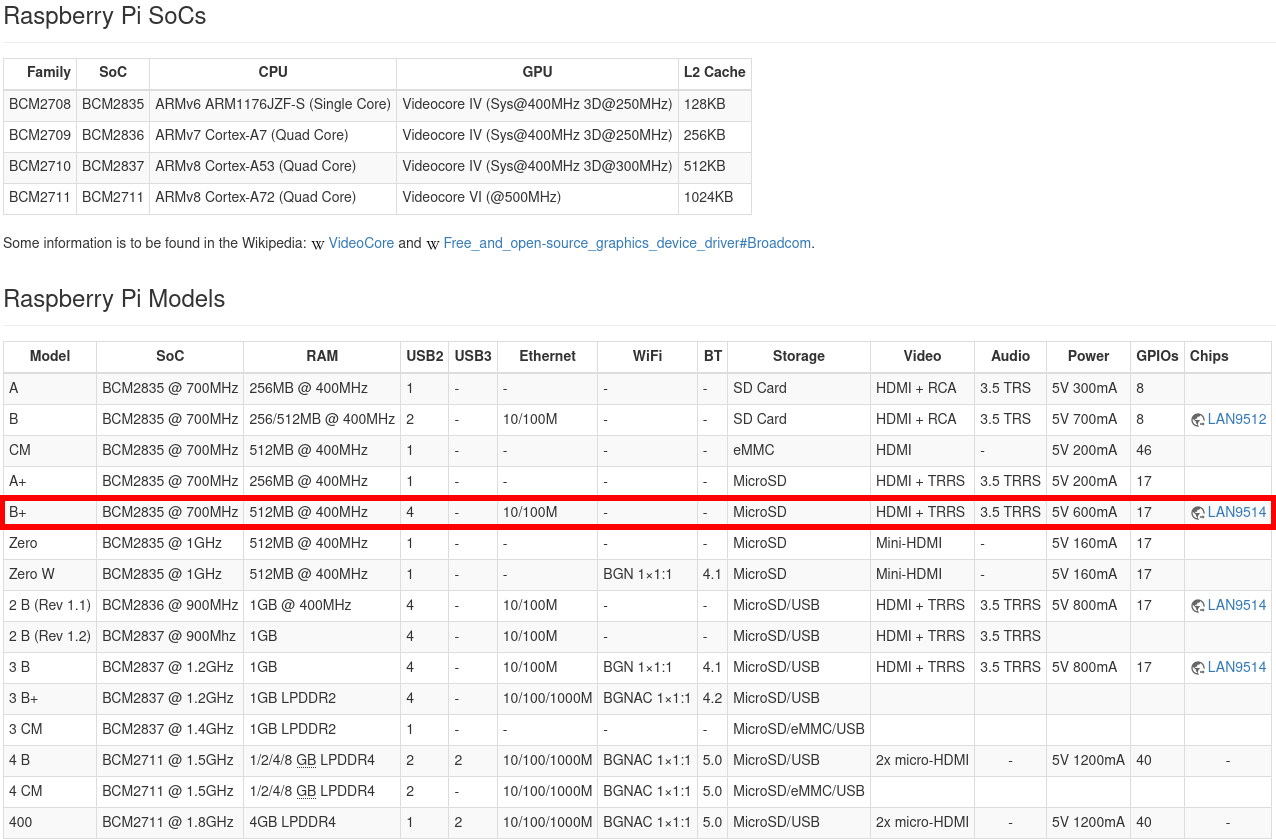 Raspberry Pi SoCs
Family SoC CPU GPU L2 Cache
BCM2708 BCM2835 ARMv6 ARM1176JZF-S (Single Core) Videocore IV (Sys@400MHz 3D@250MHz) 128KB
BCM2709 BCM2836 ARMv7 Cortex-A7 (Quad Core) Videocore IV (Sys@400MHz 3D@250MHz) 256KB
BCM2710 BCM2837 ARMv8 Cortex-A53 (Quad Core) Videocore IV (Sys@400MHz 3D@300MHz) 512KB
BCM2711 BCM2711 ARMv8 Cortex-A72 (Quad Core) Videocore VI (@500MHz) 1024KB
Some information is to be found in the Wikipedia: W VideoCore and W Free_and_open-source_graphics_device_driver#Broadcom.
Raspberry Pi Models
Model SoC RAM USB2 USB3 Ethernet WiFi BT Storage Video Audio Power GPIOs Chips
A BCM2835 @ 700MHz 256MB @ 400MHz 1 - - - - SD Card HDMI + RCA 3.5 TRS 5V 300mA 8
B BCM2835 @ 700MHz 256/512MB @ 400MHz 2 - 10/100M - - SD Card HDMI + RCA 3.5 TRS 5V 700mA 8 LAN9512
CM BCM2835 @ 700MHz 512MB @ 400MHz 1 - - - - eMMC HDMI - 5V 200mA 46
A+ BCM2835 @ 700MHz 256MB @ 400MHz 1 - - - - MicroSD HDMI + TRRS 3.5 TRRS 5V 200mA 17
B+ BCM2835 @ 700MHz 512MB @ 400MHz 4 - 10/100M - - MicroSD HDMI + TRRS 3.5 TRRS 5V 600mA 17 LAN9514
Zero BCM2835 @ 1GHz 512MB @ 400MHz 1 - - - - MicroSD Mini-HDMI - 5V 160mA 17
Zero W BCM2835 @ 1GHz 512MB @ 400MHz 1 - - BGN 1×1:1 4.1 MicroSD Mini-HDMI - 5V 160mA 17
2 B (Rev 1.1) BCM2836 @ 900MHz 1GB @ 400MHz 4 - 10/100M - - MicroSD/USB HDMI + TRRS 3.5 TRRS 5V 800mA 17 LAN9514
2 B (Rev 1.2) BCM2837 @ 900Mhz 1GB 4 - 10/100M - - MicroSD/USB HDMI + TRRS 3.5 TRRS
3 B BCM2837 @ 1.2GHz 1GB 4 - 10/100M BGN 1×1:1 4.1 MicroSD/USB HDMI + TRRS 3.5 TRRS 5V 800mA 17 LAN9514
3 B+ BCM2837 @ 1.2GHz 1GB LPDDR2 4 - 10/100/1000M BGNAC 1×1:1 4.2 MicroSD/USB
3 CM BCM2837 @ 1.4GHz 1GB LPDDR2 1 - - - - MicroSD/eMMC/USB
4 B BCM2711 @ 1.5GHz 1/2/4/8 GB LPDDR4 2 2 10/100/1000M BGNAC 1×1:1 5.0 MicroSD/USB 2x micro-HDMI - 5V 1200mA 40 -
4 CM BCM2711 @ 1.5GHz 1/2/4/8 GB LPDDR4 2 - 10/100/1000M BGNAC 1×1:1 5.0 MicroSD/eMMC/USB
400 BCM2711 @ 1.8GHz 4GB LPDDR4 1 2 10/100/1000M BGNAC 1×1:1 5.0 MicroSD/USB 2x micro-HDMI - 5V 1200mA 40 -